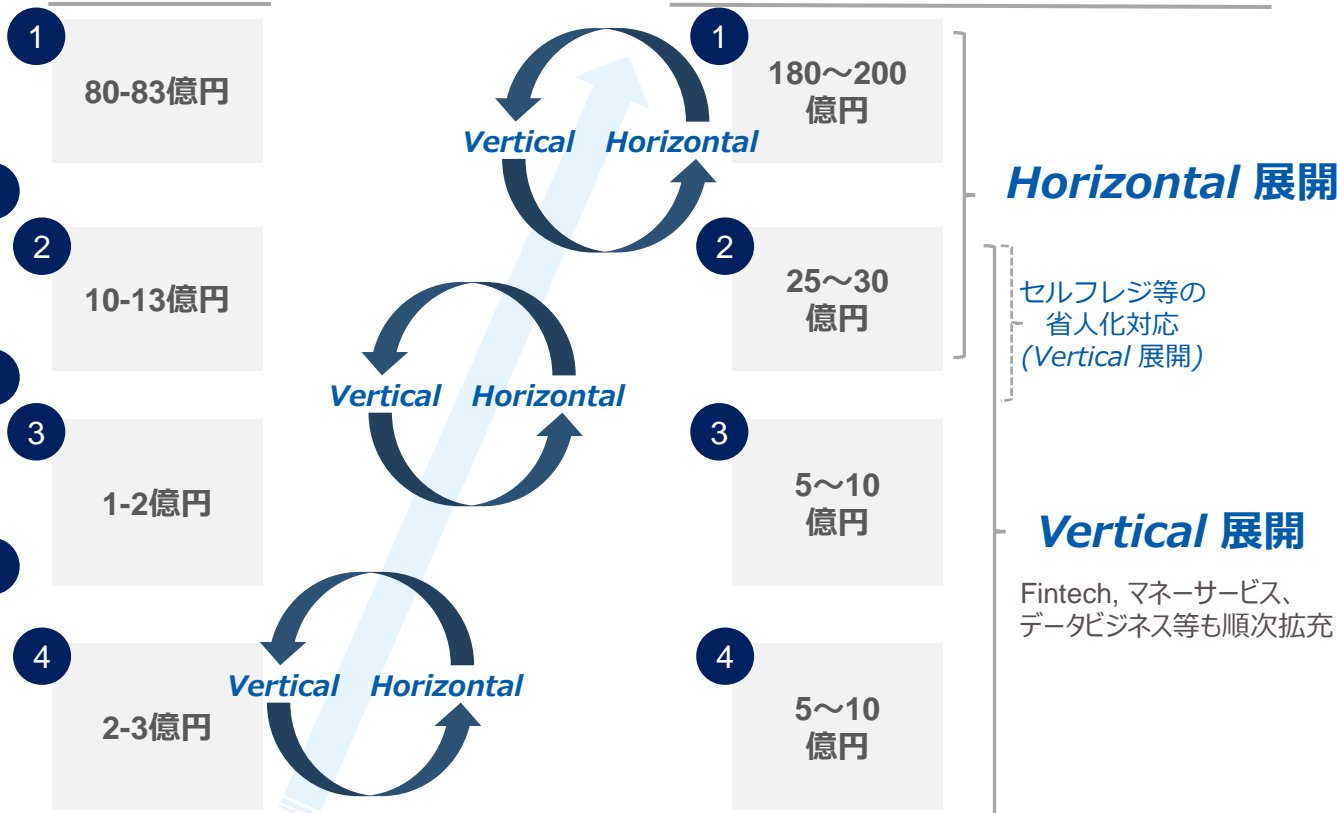 1
80-83億円
2
10-13億円
3
1-2億円
4
2-3億円
Vertical Horizontal
Vertical Horizontal
Vertical Horizontal
1
180～200
億円
2
25～30
億円
3
5～10
億円
4
5～10
億円
Horizontal 展開
セルフレジ等の
省人化対応
(Vertical 展開)
Vertical 展開
Fintech, マネーサービス、
データビジネス等も順次拡充